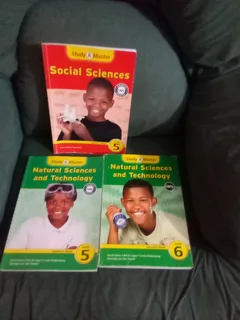 Study & Master
Social Sciences
5
Study & Master
Natural Sciences
and Technology
5
Study & Master
Natural Sciences
and Technology
6